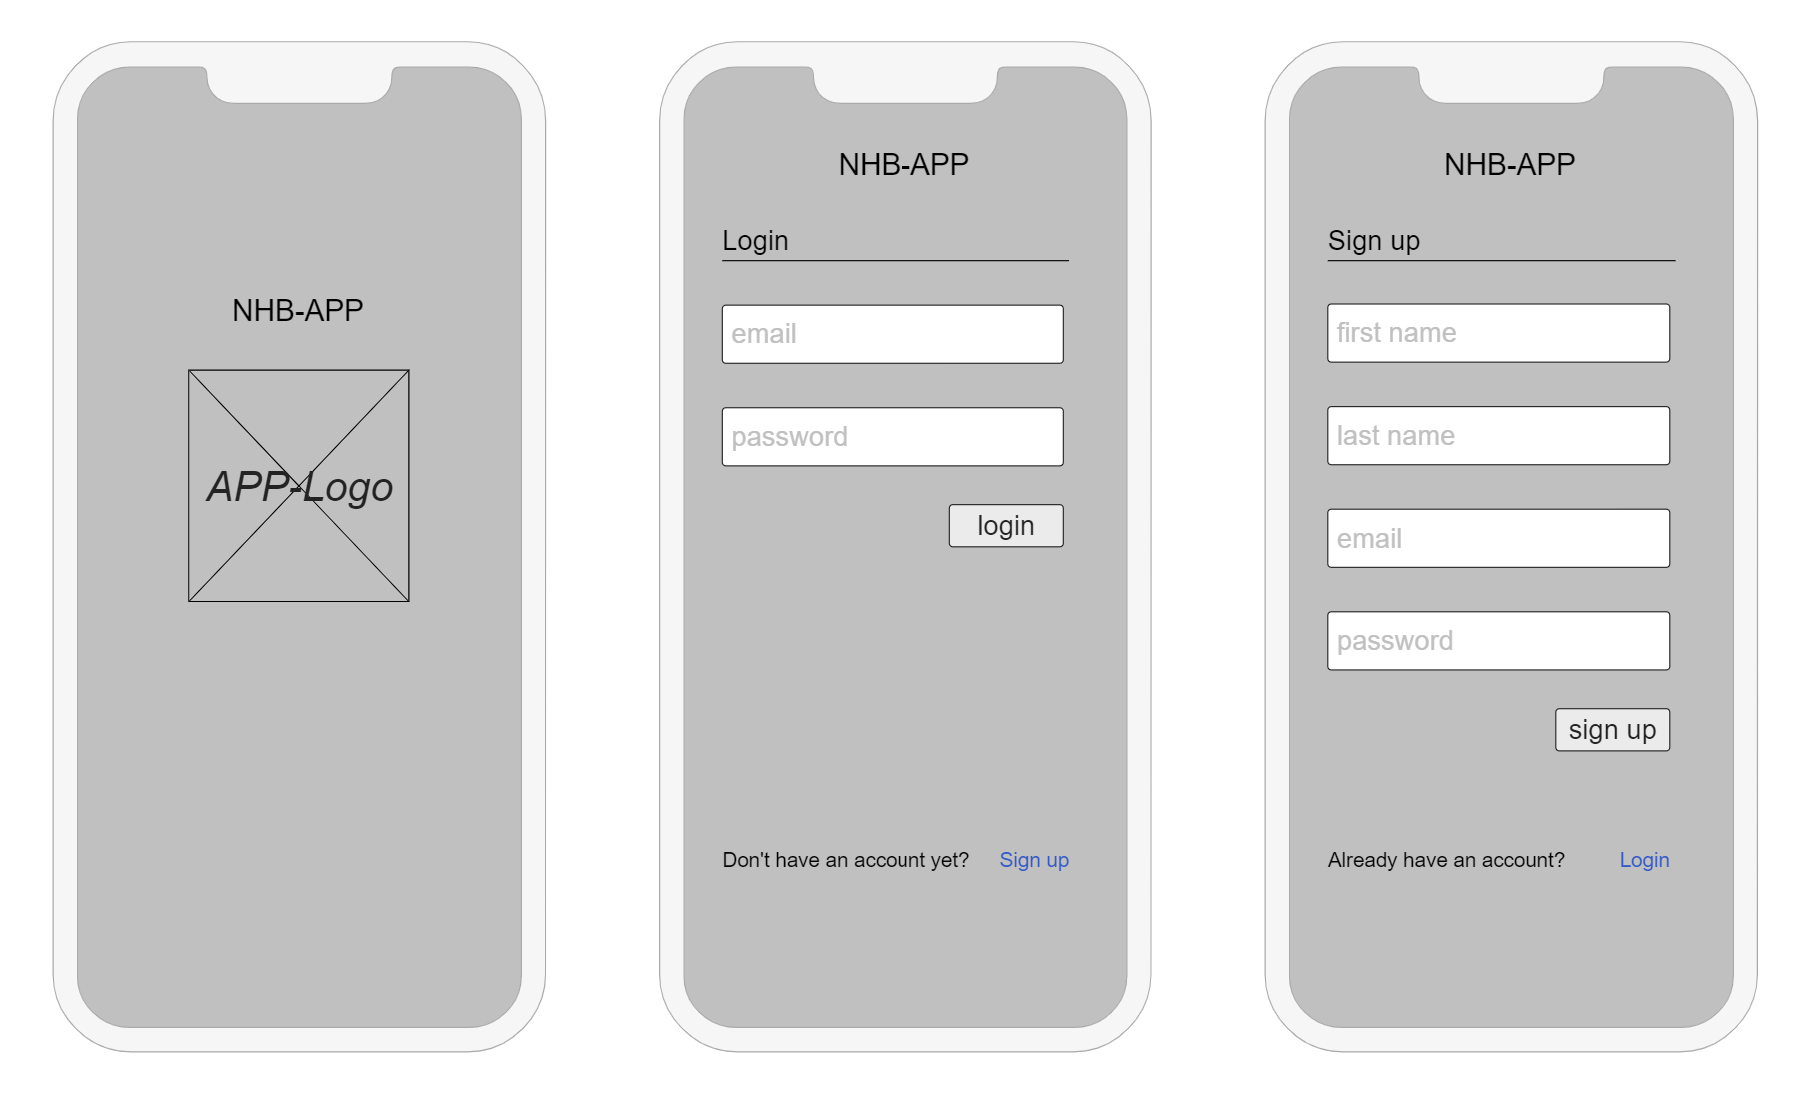 NHB-APP
APP-Logo
NHB-APP
Login
email
password
login
Don't have an account yet? Sign up
NHB-APP
Sign up
first name
last name
email
password
sign up
Already have an account? Login